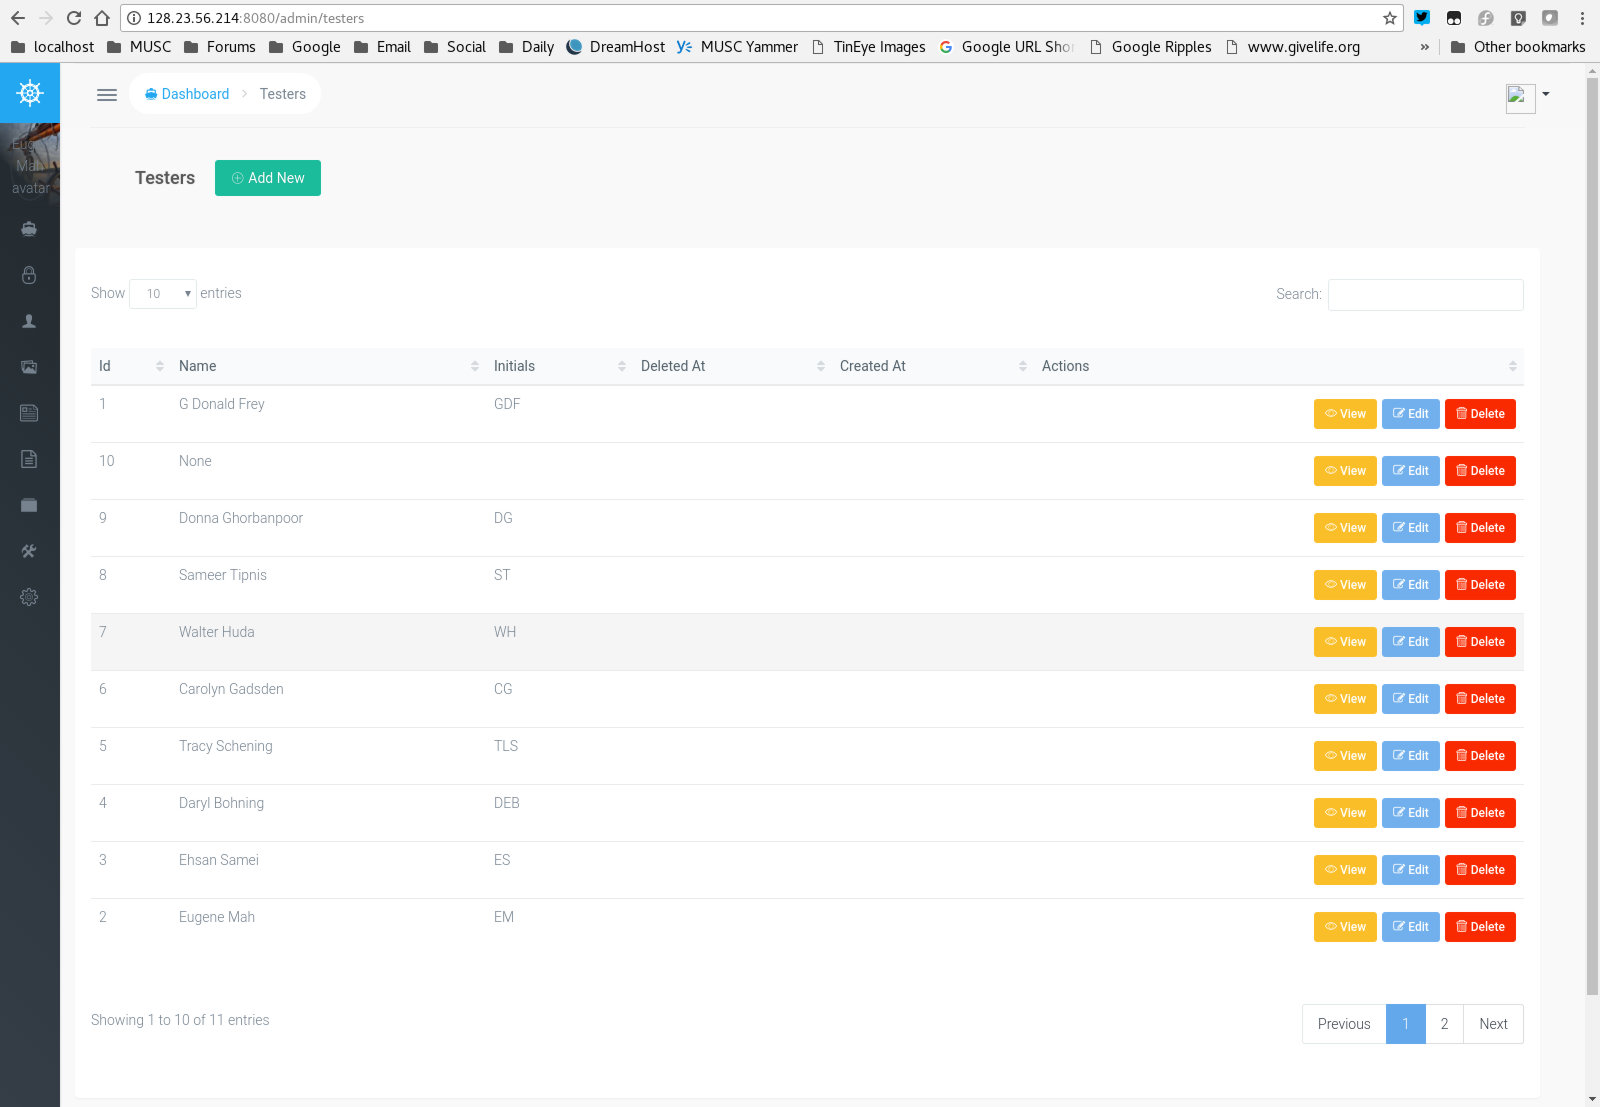 128.23.56.214:8080/admin/testers
localhost MUSC Forums Google Email Social Daily DreamHost MUSC Yammer TinEye Images Google URL Shor Google Ripples www.givelife.org » Other bookmarks
Dashboard Testers
Eug
Mah
avatar
Testers Add New
Show 10 entries Search:
Id Name Initials Deleted At Created At Actions
1 G Donald Frey GDF View Edit Delete
10 None View Edit Delete
9 Donna Ghorbanpoor DG View Edit Delete
8 Sameer Tipnis ST View Edit Delete
7 Walter Huda WH View Edit Delete
6 Carolyn Gadsden CG View Edit Delete
5 Tracy Schening TLS View Edit Delete
4 Daryl Bohning DEB View Edit Delete
3 Ehsan Samei ES View Edit Delete
2 Eugene Mah EM View Edit Delete
Showing 1 to 10 of 11 entries Previous 1 2 Next